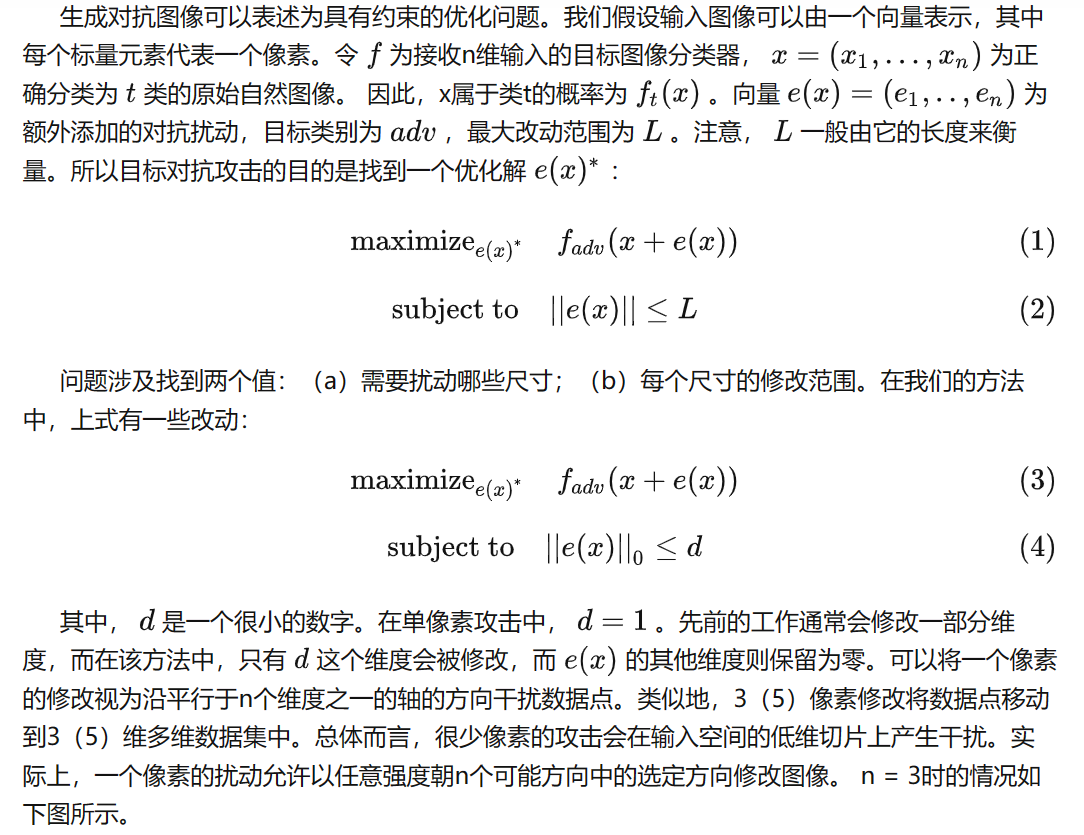 生成对抗图像可以表述为具有约束的优化问题。我们假设输入图像可以由一个向量表示，其中
每个标量元素代表一个像素。令 f 为接收n维输入的目标图像分类器， x = (x₁, . . . , xₙ) 为正
确分类为 t 类的原始自然图像。 因此，x属于类t的概率为 fₜ(x) 。向量 e(x) = (e₁, . . , eₙ) 为
额外添加的对抗扰动，目标类别为 adv ，最大改动范围为 L 。注意， L 一般由它的长度来衡
量。所以目标对抗攻击的目的是找到一个优化解 e(x)* ：
maximize_{e(x)*} f_{adv}(x + e(x)) (1)
subject to ||e(x)|| ≤ L (2)
问题涉及找到两个值：（a）需要扰动哪些尺寸；（b）每个尺寸的修改范围。在我们的方法
中，上式有一些改动：
maximize_{e(x)*} f_{adv}(x + e(x)) (3)
subject to ||e(x)||₀ ≤ d (4)
其中， d 是一个很小的数字。在单像素攻击中， d = 1 。先前的工作通常会修改一部分维
度，而在该方法中，只有 d 这个维度会被修改，而 e(x) 的其他维度则保留为零。可以将一个像素
的修改视为沿平行于n个维度之一的轴的方向干扰数据点。类似地，3（5）像素修改将数据点移动
到3（5）维多维数据集中。总体而言，很少像素的攻击会在输入空间的低维切片上产生干扰。实
际上，一个像素的扰动允许以任意强度朝n个可能方向中的选定方向修改图像。 n = 3时的情况如
下图所示。